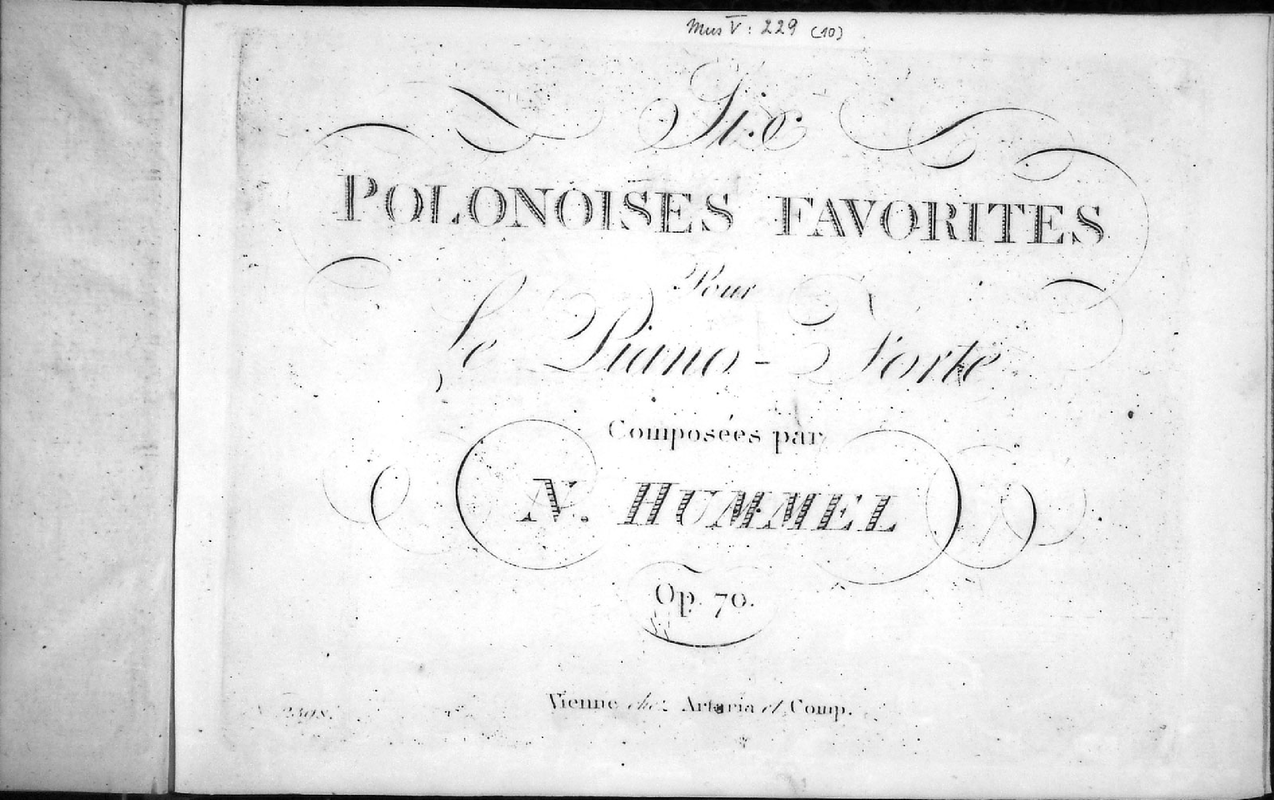 Mus V: 229 (10)
Six
POLONOISES FAVORITES
Pour
le Piano-Forte
Composées par
N. HUMMEL
Op. 70.
Vienne chez Artaria et Comp.